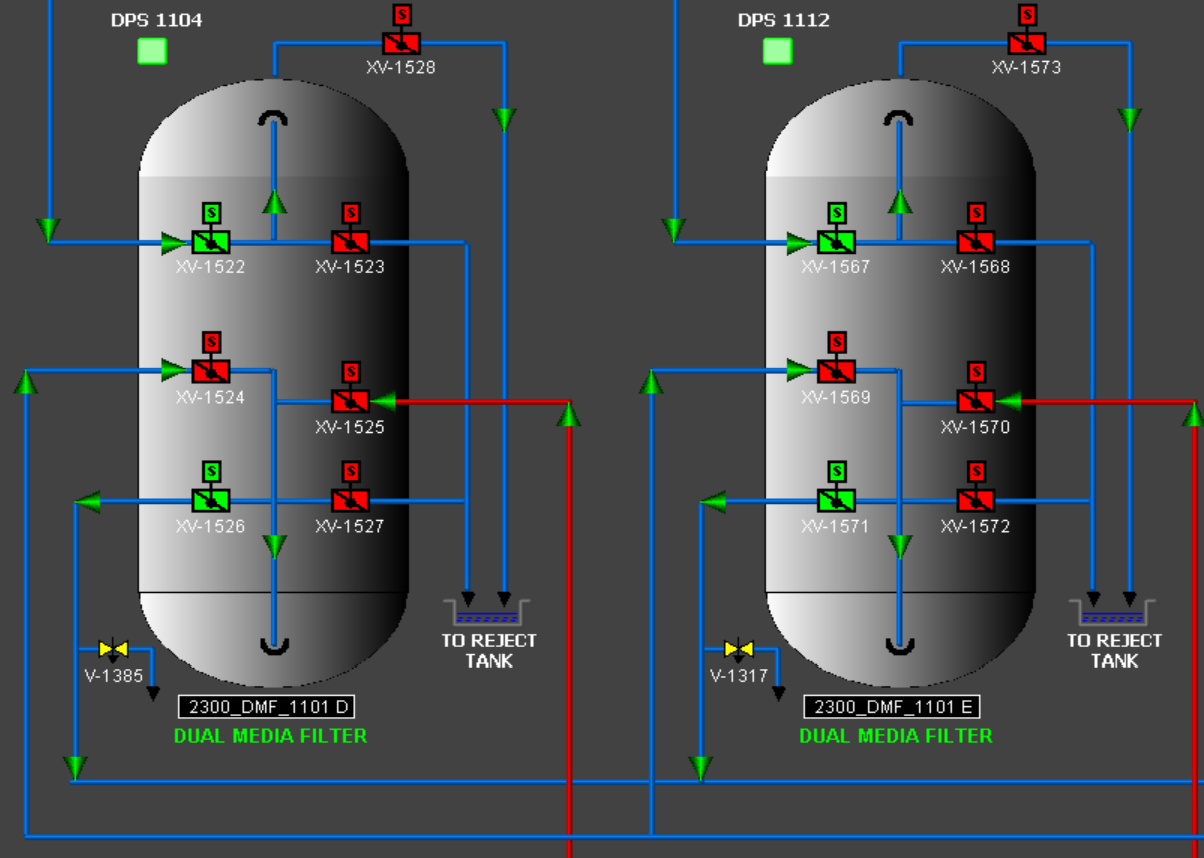 DPS 1104
DPS 1112
S
S
XV-1528
XV-1573
S
S
S
S
XV-1522
XV-1523
XV-1567
XV-1568
S
S
S
S
XV-1524
XV-1525
XV-1569
XV-1570
S
S
S
S
XV-1526
XV-1527
XV-1571
XV-1572
TO REJECT
TANK
TO REJECT
TANK
V-1385
V-1317
2300_DMF_1101 D
2300_DMF_1101 E
DUAL MEDIA FILTER
DUAL MEDIA FILTER